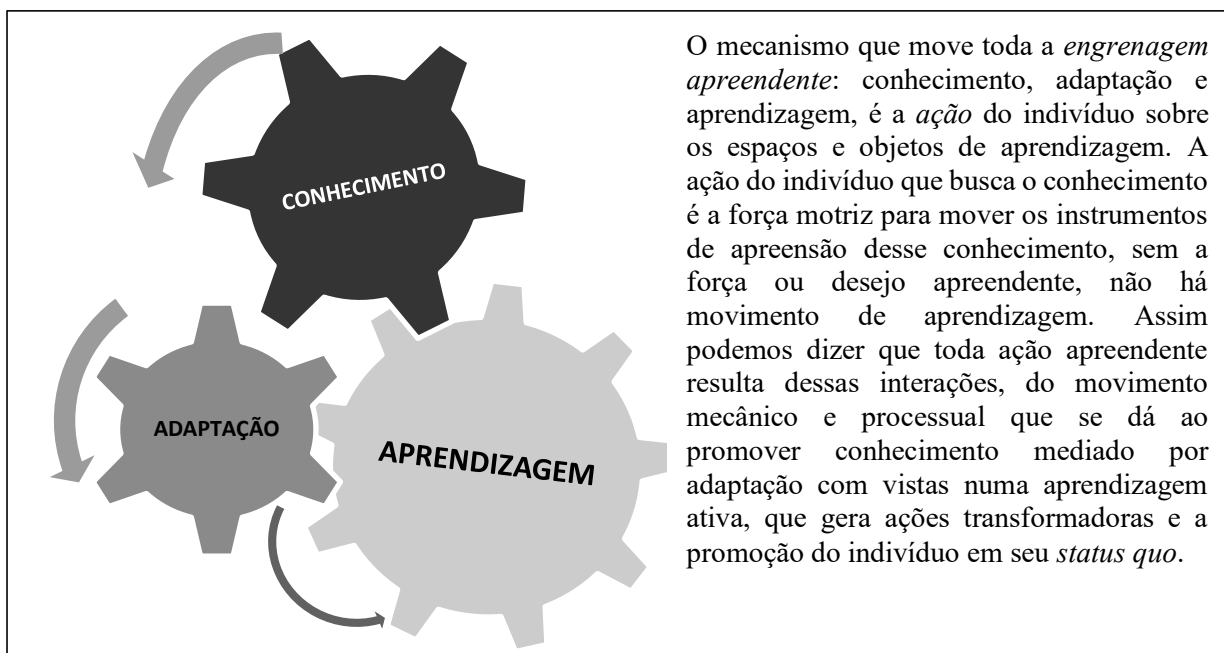 CONHECIMENTO
ADAPTAÇÃO
APRENDIZAGEM
O mecanismo que move toda a engrenagem
apreendente: conhecimento, adaptação e
aprendizagem, é a ação do indivíduo sobre
os espaços e objetos de aprendizagem. A
ação do indivíduo que busca o conhecimento
é a força motriz para mover os instrumentos
de apreensão desse conhecimento, sem a
força ou desejo apreendente, não há
movimento de aprendizagem. Assim
podemos dizer que toda ação apreendente
resulta dessas interações, do movimento
mecânico e processual que se dá ao
promover conhecimento mediado por
adaptação com vistas numa aprendizagem
ativa, que gera ações transformadoras e a
promoção do indivíduo em seu status quo.